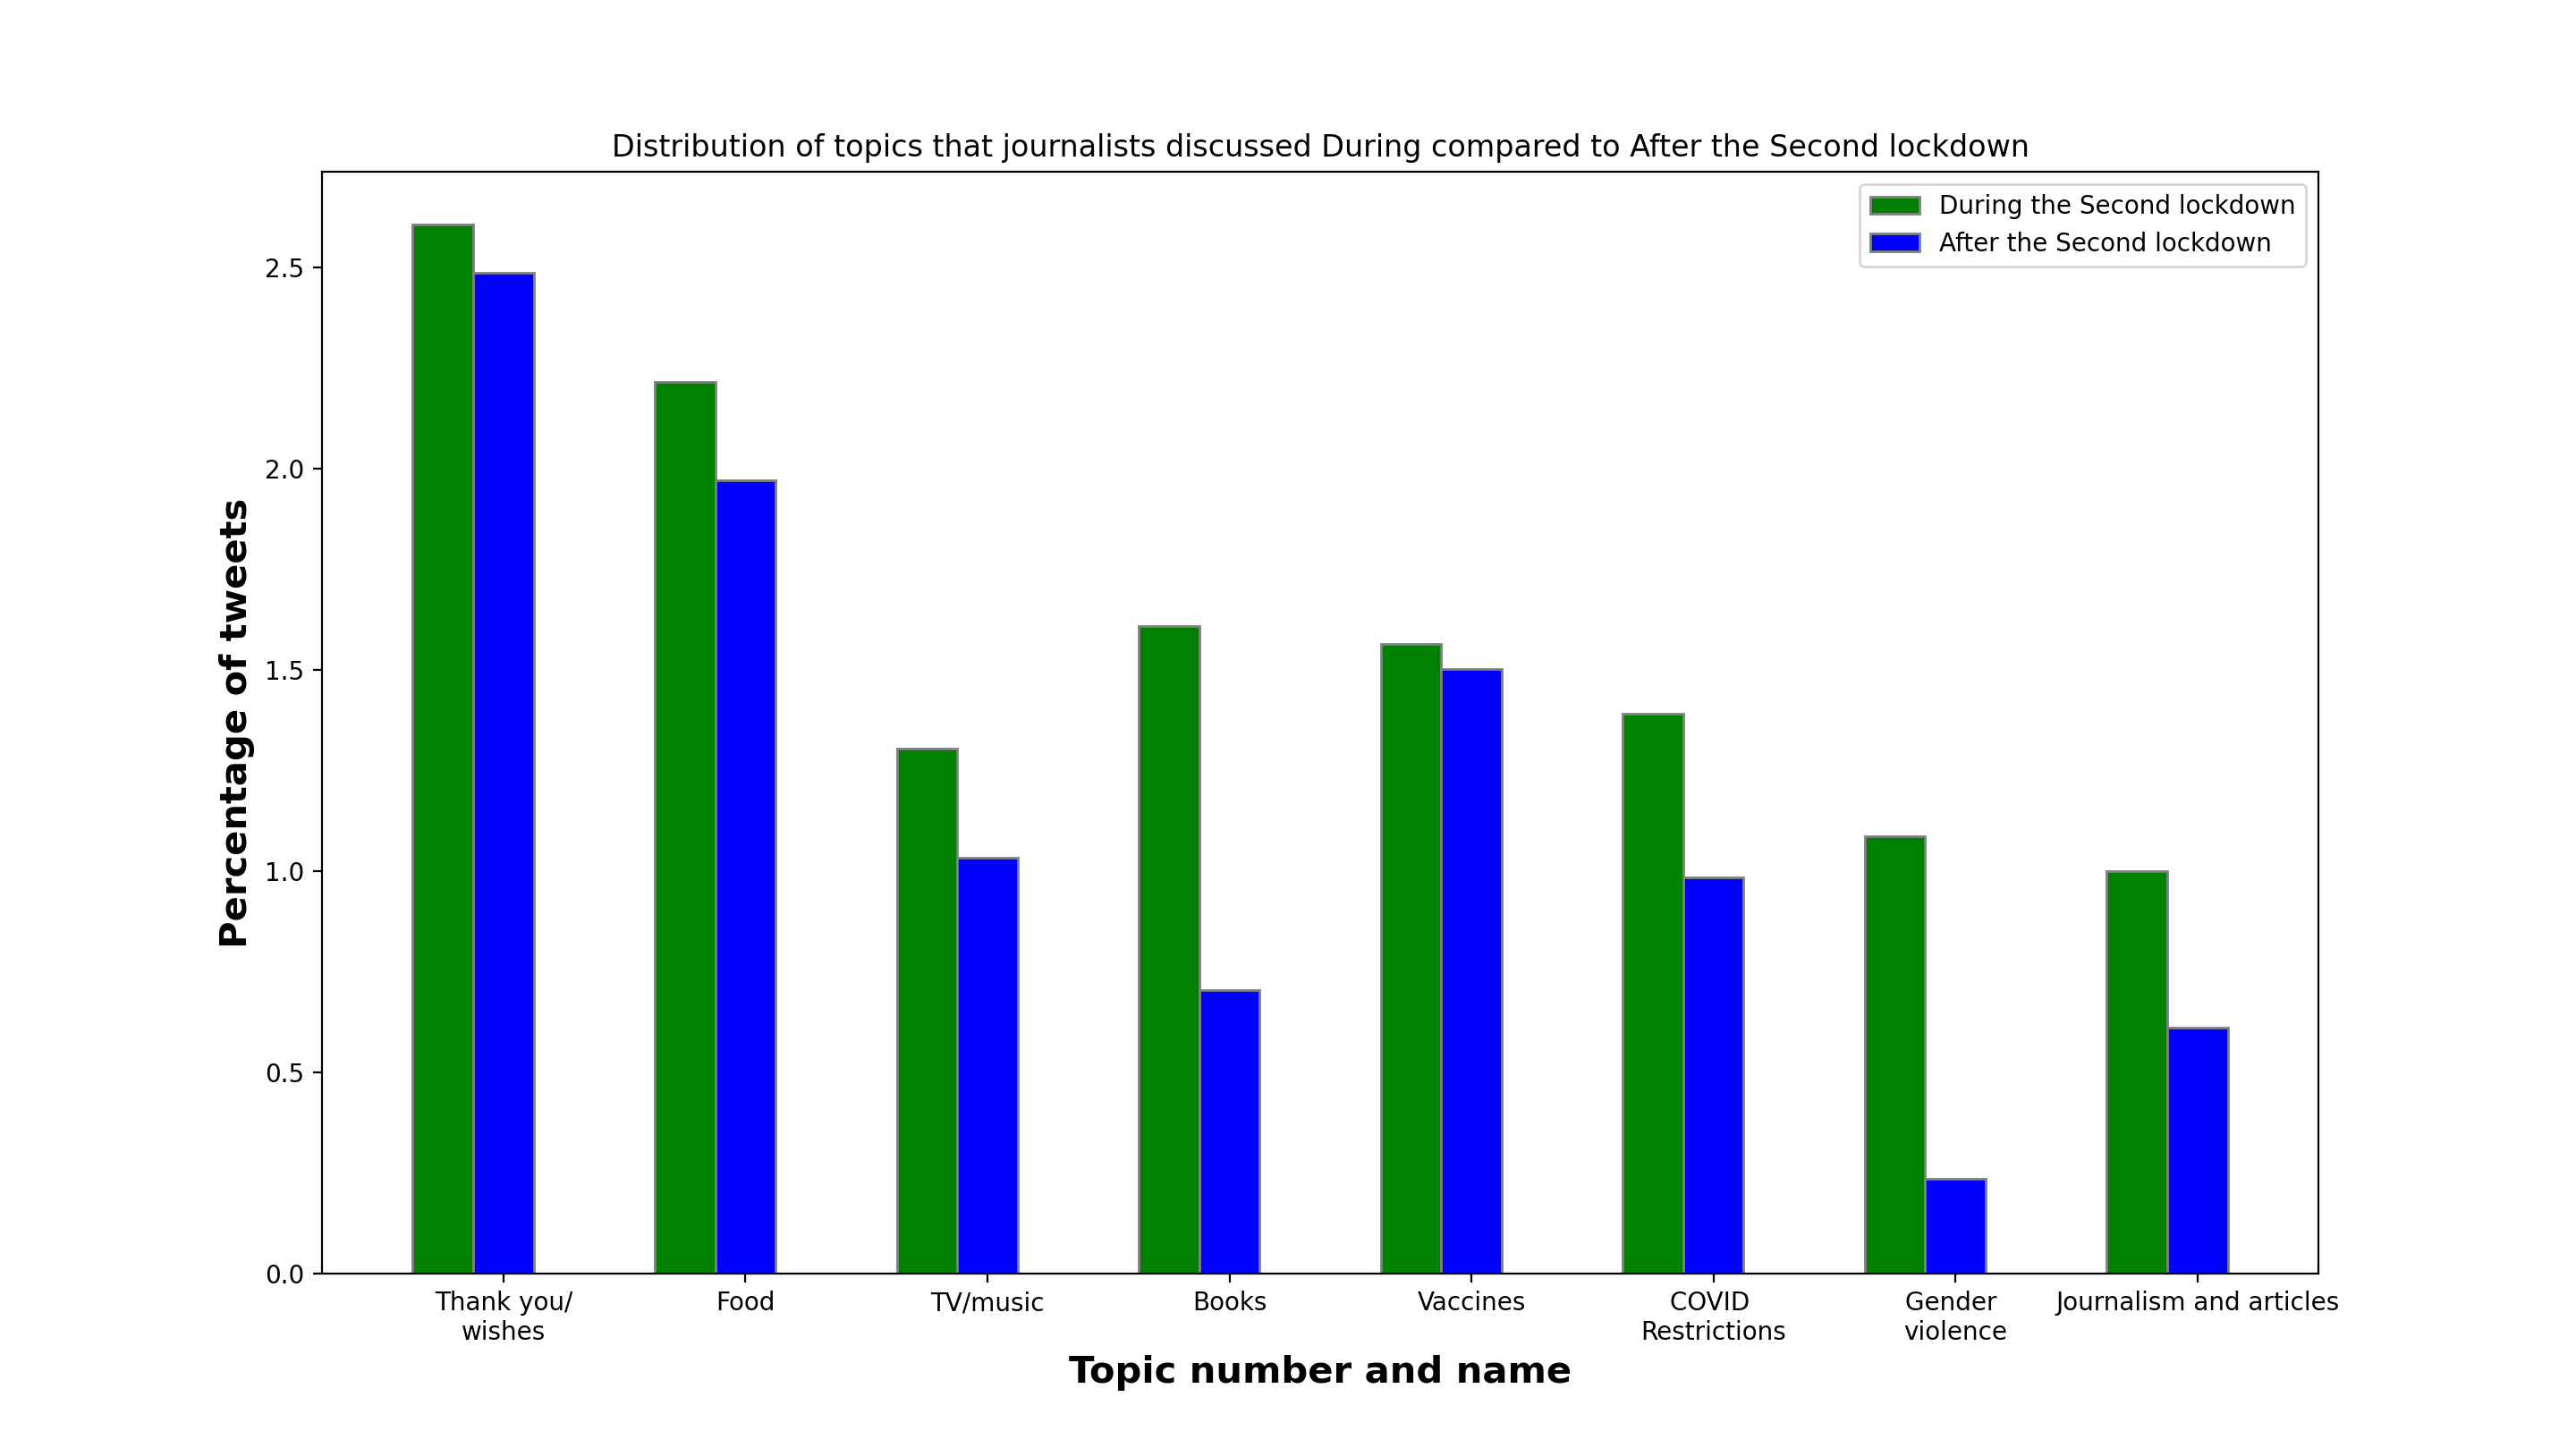 Distribution of topics that journalists discussed During compared to After the Second lockdown
During the Second lockdown
After the Second lockdown
Percentage of tweets
2.5
2.0
1.5
1.0
0.5
0.0
Thank you/
wishes
Food
TV/music
Books
Vaccines
COVID
Restrictions
Gender
violence
Journalism and articles
Topic number and name